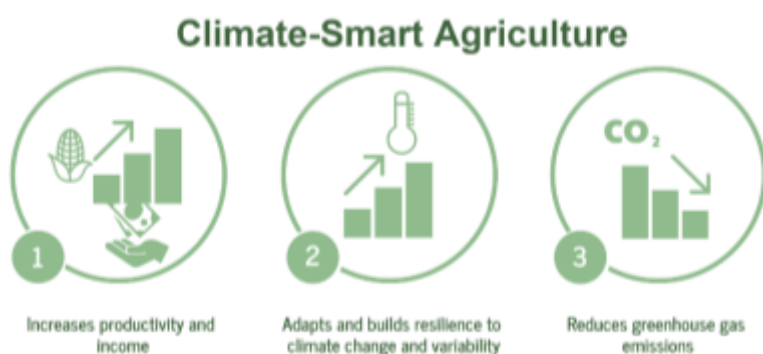 Climate-Smart Agriculture
CO₂
1
2
3
Increases productivity and
income
Adapts and builds resilience to
climate change and variability
Reduces greenhouse gas
emissions